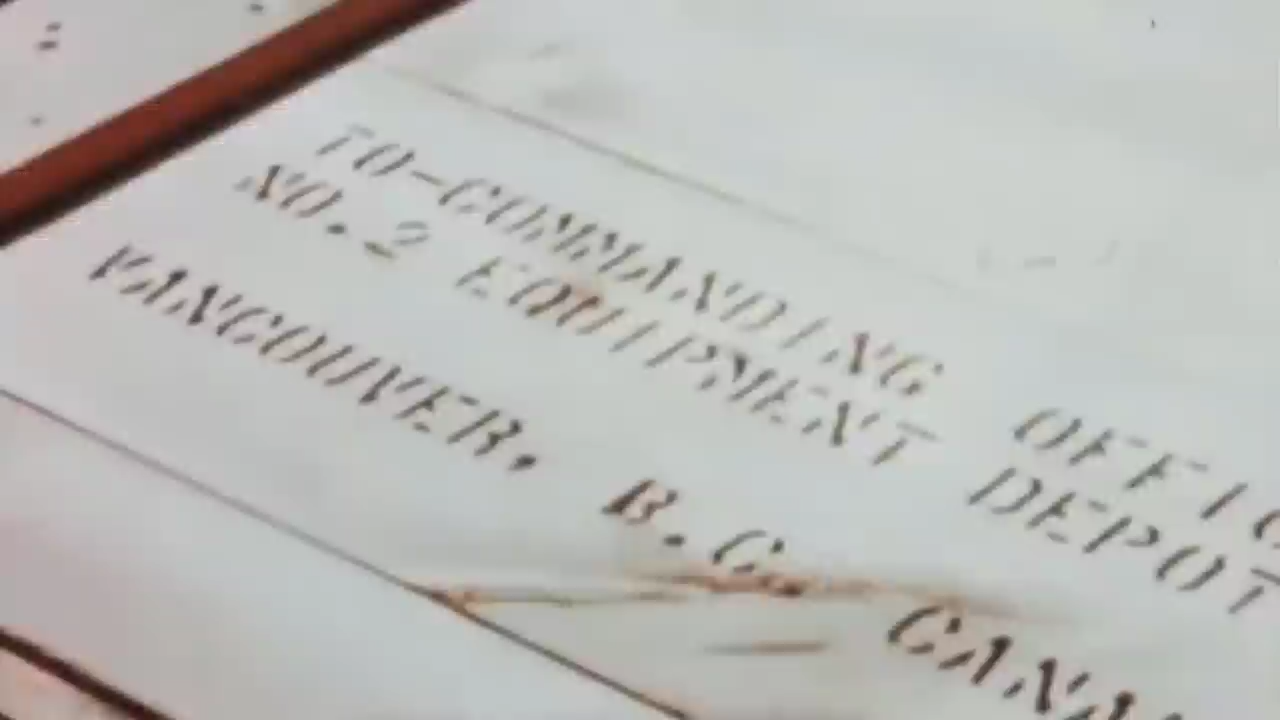 TO-COMMANDING OFFIC
NO.2 EQUIPMENT DEPOT
VANCOUVER, B.C. CANA